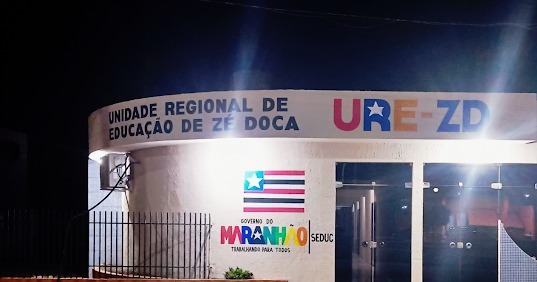 UNIDADE REGIONAL DE
EDUCAÇÃO DE ZÉ DOCA
URE-ZD
GOVERNO DO
MARANHÃO
TRABALHANDO PARA TODOS
SEDUC